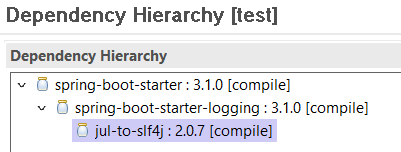 Dependency Hierarchy [test]
Dependency Hierarchy
spring-boot-starter : 3.1.0 [compile]
spring-boot-starter-logging : 3.1.0 [compile]
jul-to-slf4j : 2.0.7 [compile]